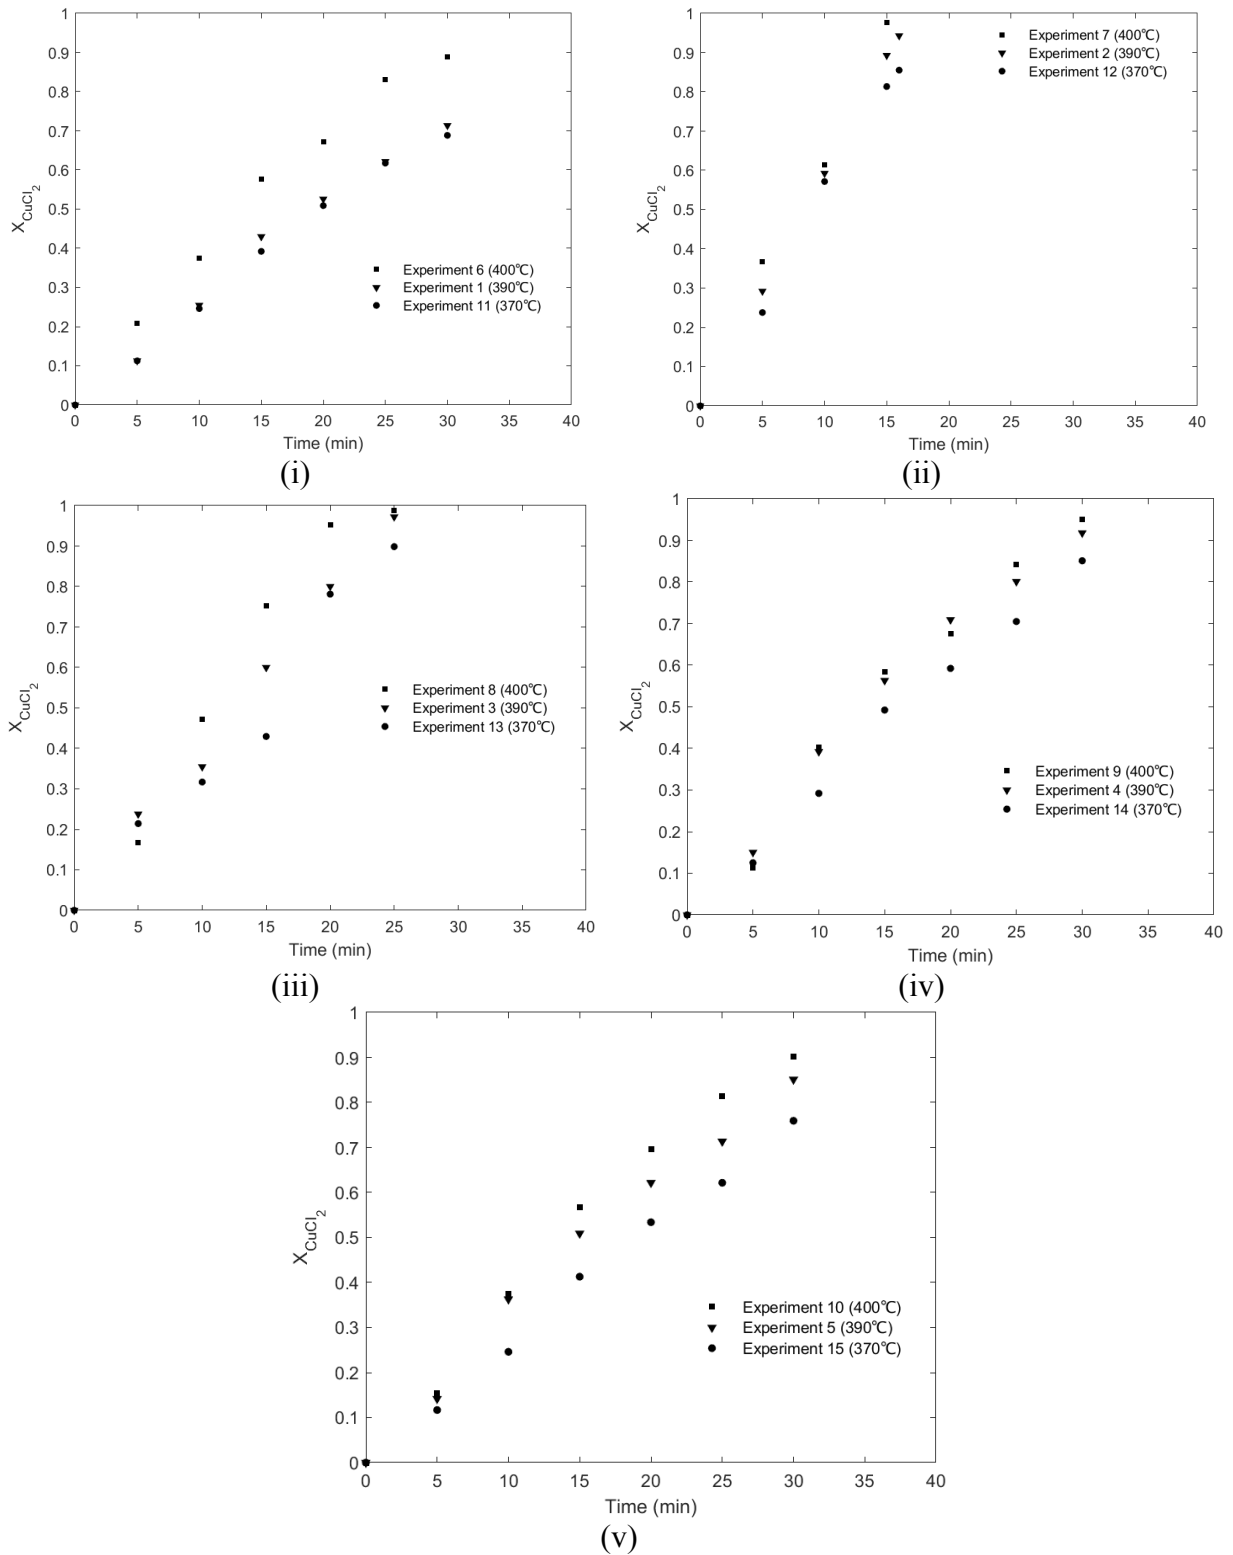 1
0.9
0.8
0.7
0.6
0.5
0.4
0.3
0.2
0.1
0
X_CuCl_2
Experiment 6 (400℃)
Experiment 1 (390℃)
Experiment 11 (370℃)
0 5 10 15 20 25 30 35 40
Time (min)
(i)
1
0.9
0.8
0.7
0.6
0.5
0.4
0.3
0.2
0.1
0
X_CuCl_2
Experiment 7 (400℃)
Experiment 2 (390℃)
Experiment 12 (370℃)
0 5 10 15 20 25 30 35 40
Time (min)
(ii)
1
0.9
0.8
0.7
0.6
0.5
0.4
0.3
0.2
0.1
0
X_CuCl_2
Experiment 8 (400℃)
Experiment 3 (390℃)
Experiment 13 (370℃)
0 5 10 15 20 25 30 35 40
Time (min)
(iii)
1
0.9
0.8
0.7
0.6
0.5
0.4
0.3
0.2
0.1
0
X_CuCl_2
Experiment 9 (400℃)
Experiment 4 (390℃)
Experiment 14 (370℃)
0 5 10 15 20 25 30 35 40
Time (min)
(iv)
1
0.9
0.8
0.7
0.6
0.5
0.4
0.3
0.2
0.1
0
X_CuCl_2
Experiment 10 (400℃)
Experiment 5 (390℃)
Experiment 15 (370℃)
0 5 10 15 20 25 30 35 40
Time (min)
(v)